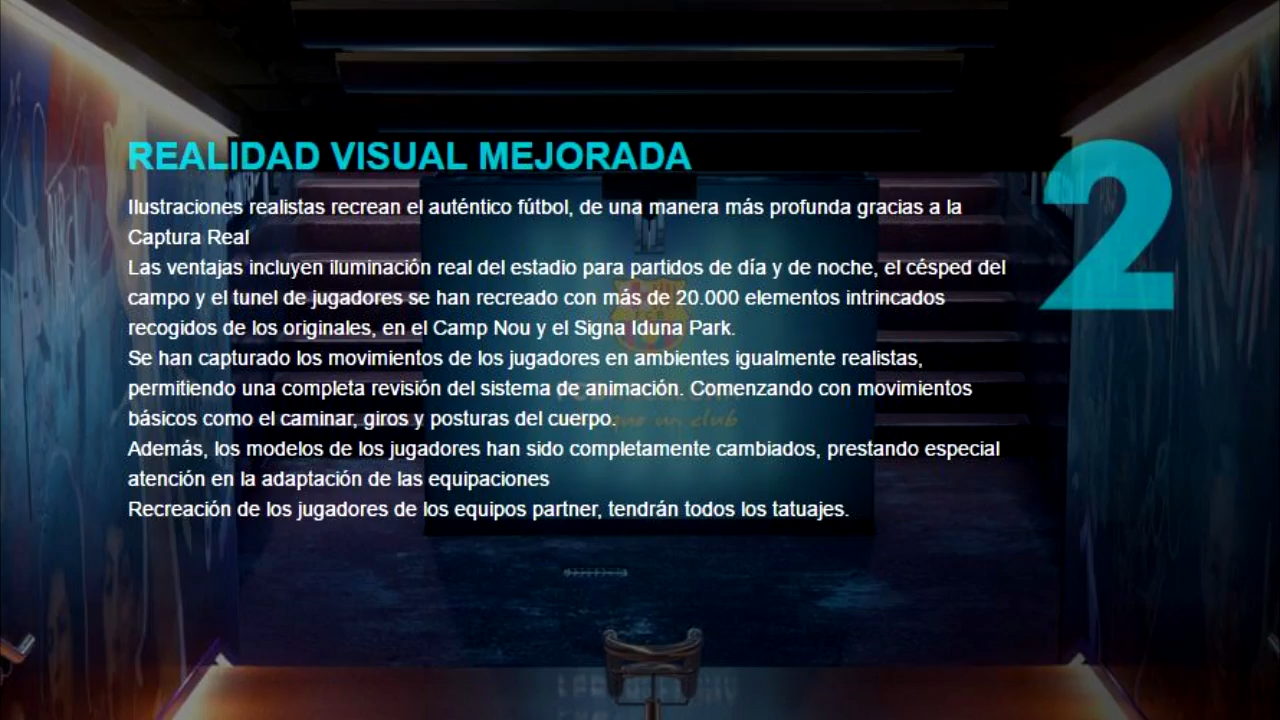 REALIDAD VISUAL MEJORADA
2
Ilustraciones realistas recrean el auténtico fútbol, de una manera más profunda gracias a la
Captura Real
Las ventajas incluyen iluminación real del estadio para partidos de día y de noche, el césped del
campo y el tunel de jugadores se han recreado con más de 20.000 elementos intrincados
recogidos de los originales, en el Camp Nou y el Signa Iduna Park.
Se han capturado los movimientos de los jugadores en ambientes igualmente realistas,
permitiendo una completa revisión del sistema de animación. Comenzando con movimientos
básicos como el caminar, giros y posturas del cuerpo.
un club
Además, los modelos de los jugadores han sido completamente cambiados, prestando especial
atención en la adaptación de las equipaciones
Recreación de los jugadores de los equipos partner, tendrán todos los tatuajes.